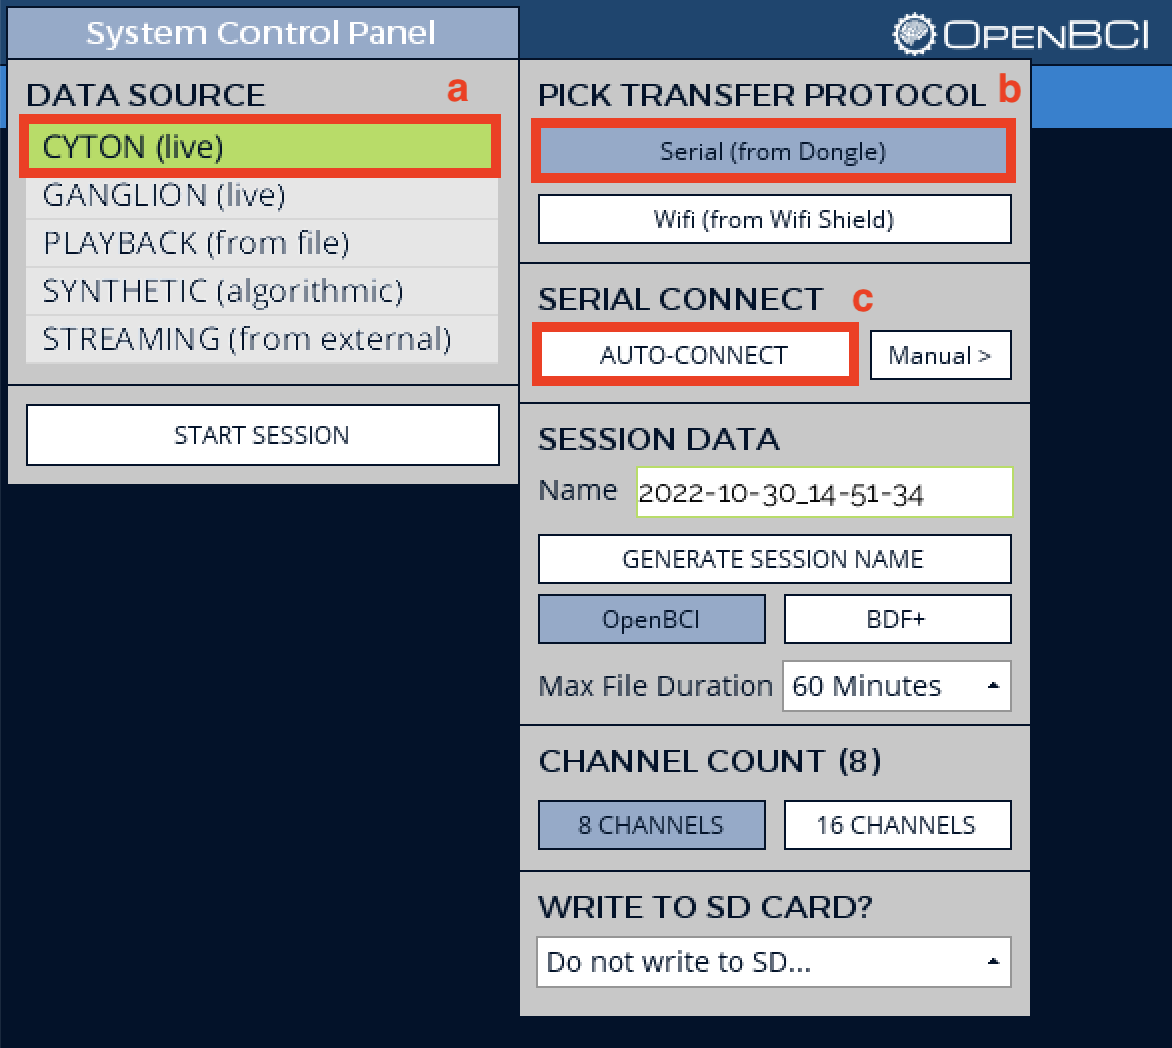 System Control Panel
OPENBCI
DATA SOURCE
a
CYTON (live)
GANGLION (live)
PLAYBACK (from file)
SYNTHETIC (algorithmic)
STREAMING (from external)
START SESSION
PICK TRANSFER PROTOCOL
b
Serial (from Dongle)
Wifi (from Wifi Shield)
SERIAL CONNECT
c
AUTO-CONNECT
Manual >
SESSION DATA
Name
2022-10-30_14-51-34
GENERATE SESSION NAME
OpenBCI
BDF+
Max File Duration
60 Minutes
CHANNEL COUNT (8)
8 CHANNELS
16 CHANNELS
WRITE TO SD CARD?
Do not write to SD...